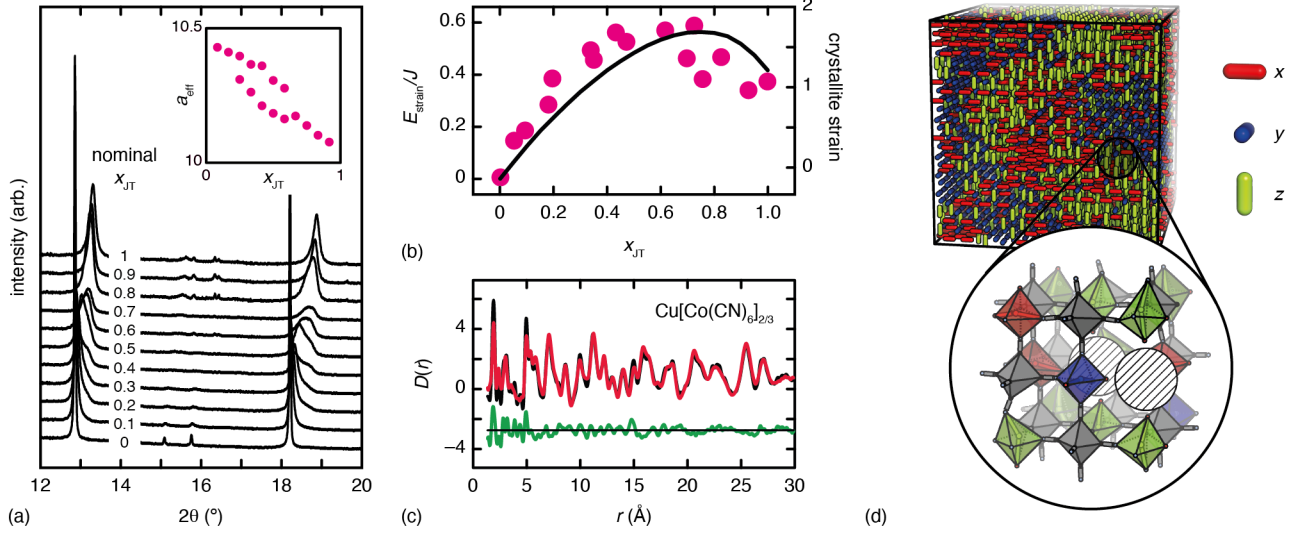 (a)
intensity (arb.)
2θ (°)
12 14 16 18 20
nominal
x_JT
1
0.9
0.8
0.7
0.6
0.5
0.4
0.3
0.2
0.1
0
10.5
a_eff
10
0 x_JT 1
(b)
E_strain/J
0.6
0.4
0.2
0
0 0.2 0.4 0.6 0.8 1.0
x_JT
2
1
0
crystallite strain
(c)
D(r)
4
0
−4
Cu[Co(CN)₆]₂/₃
0 5 10 15 20 25 30
r (Å)
(d)
x
y
z